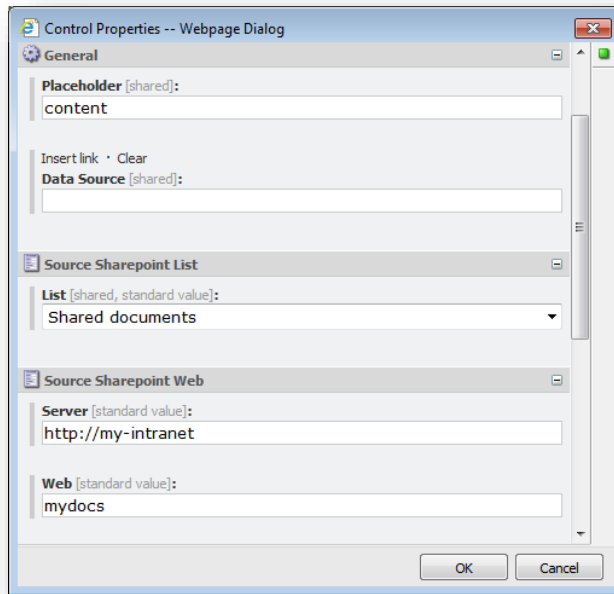 Control Properties -- Webpage Dialog
General
Placeholder [shared]:
content
Insert link · Clear
Data Source [shared]:
Source Sharepoint List
List [shared, standard value]:
Shared documents
Source Sharepoint Web
Server [standard value]:
http://my-intranet
Web [standard value]:
mydocs
OK Cancel